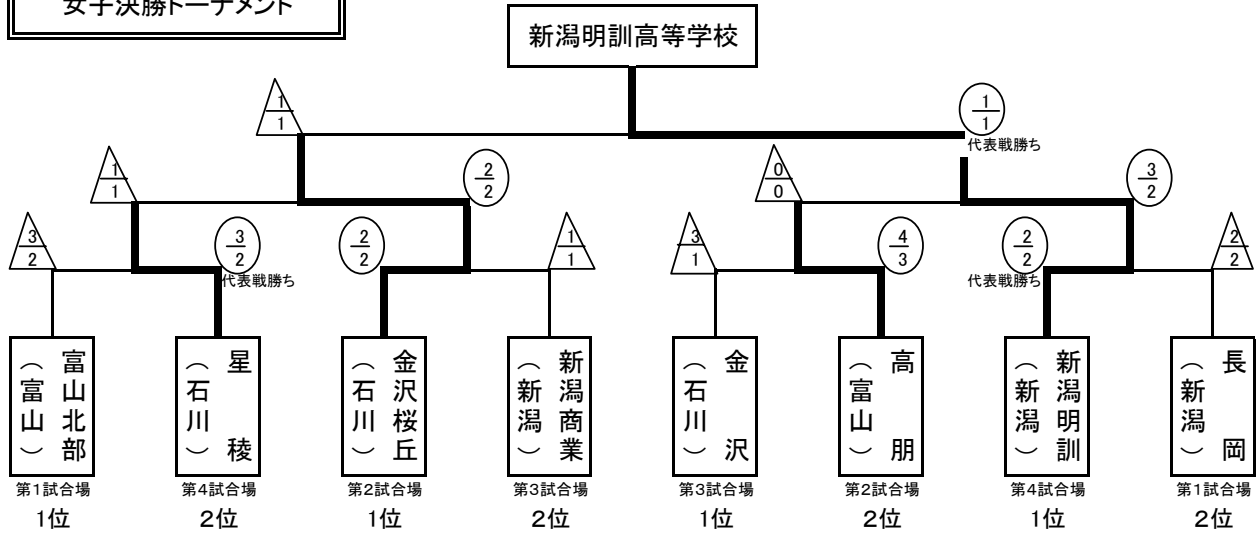 女子決勝トーナメント
新潟明訓高等学校
1
1
1
1
代表戦勝ち
1
1
2
2
0
0
3
2
3
2
3
2
代表戦勝ち
2
2
1
1
3
1
4
3
2
2
代表戦勝ち
2
2
富山北部
（富山）
星稜
（石川）
金沢桜丘
（石川）
新潟商業
（新潟）
金沢
（石川）
高朋
（富山）
新潟明訓
（新潟）
長岡
（新潟）
第1試合場 第4試合場 第2試合場 第3試合場 第3試合場 第2試合場 第4試合場 第1試合場
1位 2位 1位 2位 1位 2位 1位 2位